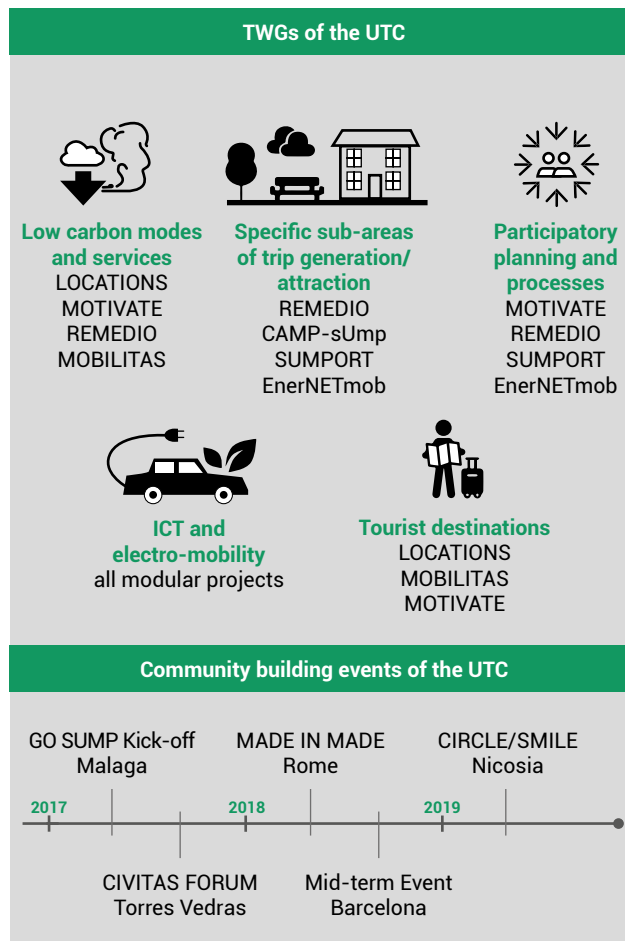 TWGs of the UTC
Low carbon modes
and services
LOCATIONS
MOTIVATE
REMEDIO
MOBILITAS
Specific sub-areas
of trip generation/
attraction
REMEDIO
CAMP-sUmp
SUMPORT
EnerNETmob
Participatory
planning and
processes
MOTIVATE
REMEDIO
SUMPORT
EnerNETmob
ICT and
electro-mobility
all modular projects
Tourist destinations
LOCATIONS
MOBILITAS
MOTIVATE
Community building events of the UTC
GO SUMP Kick-off
Malaga
MADE IN MADE
Rome
CIRCLE/SMILE
Nicosia
2017
2018
2019
CIVITAS FORUM
Torres Vedras
Mid-term Event
Barcelona